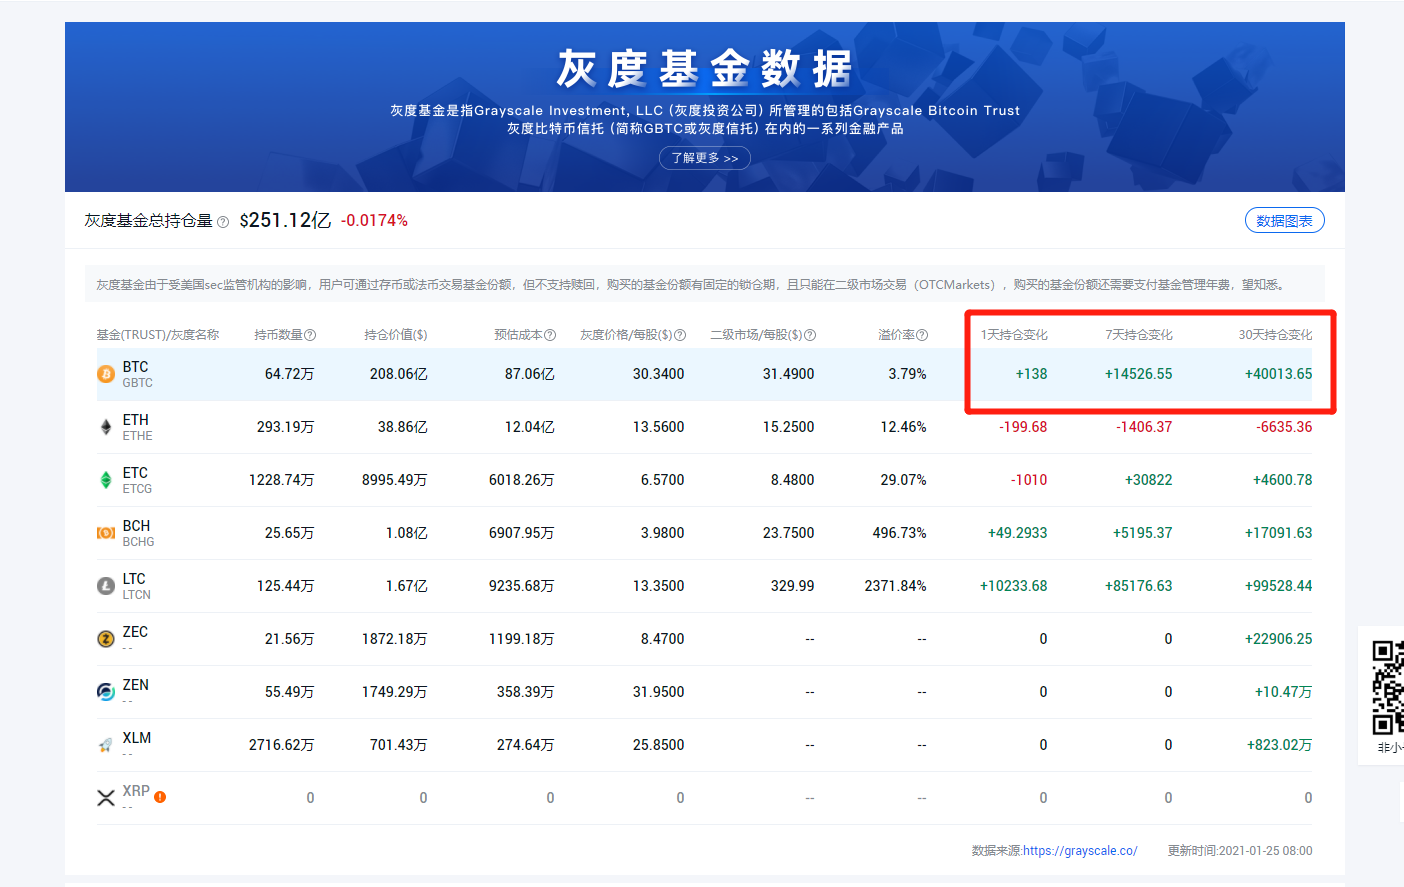 灰度基金数据
灰度基金是指Grayscale Investment, LLC (灰度投资公司) 所管理的包括Grayscale Bitcoin Trust
灰度比特币信托 (简称GBTC或灰度信托) 在内的一系列金融产品
了解更多 >>
灰度基金总持仓量 ? $251.12亿 -0.0174% 数据图表
灰度基金由于受美国sec监管机构的影响，用户可通过存币或法币交易基金份额，但不支持赎回，购买的基金份额有固定的锁仓期，且只能在二级市场交易（OTCMarkets），购买的基金份额还需要支付基金管理年费，望知悉。
基金(TRUST)/灰度名称 持币数量? 持仓价值($) 预估成本? 灰度价格/每股($)? 二级市场/每股($)? 溢价率? 1天持仓变化 7天持仓变化 30天持仓变化
BTC 64.72万 208.06亿 87.06亿 30.3400 31.4900 3.79% +138 +14526.55 +40013.65
GBTC
ETH 293.19万 38.86亿 12.04亿 13.5600 15.2500 12.46% -199.68 -1406.37 -6635.36
ETHE
ETC 1228.74万 8995.49万 6018.26万 6.5700 8.4800 29.07% -1010 +30822 +4600.78
ETCG
BCH 25.65万 1.08亿 6907.95万 3.9800 23.7500 496.73% +49.2933 +5195.37 +17091.63
BCHG
LTC 125.44万 1.67亿 9235.68万 13.3500 329.99 2371.84% +10233.68 +85176.63 +99528.44
LTCN
ZEC 21.56万 1872.18万 1199.18万 8.4700 -- -- 0 0 +22906.25
--
ZEN 55.49万 1749.29万 358.39万 31.9500 -- -- 0 0 +10.47万
--
XLM 2716.62万 701.43万 274.64万 25.8500 -- -- 0 0 +823.02万
--
XRP ! 0 0 0 0 -- -- 0 0 0
--
非小
数据来源:https://grayscale.co/ 更新时间:2021-01-25 08:00